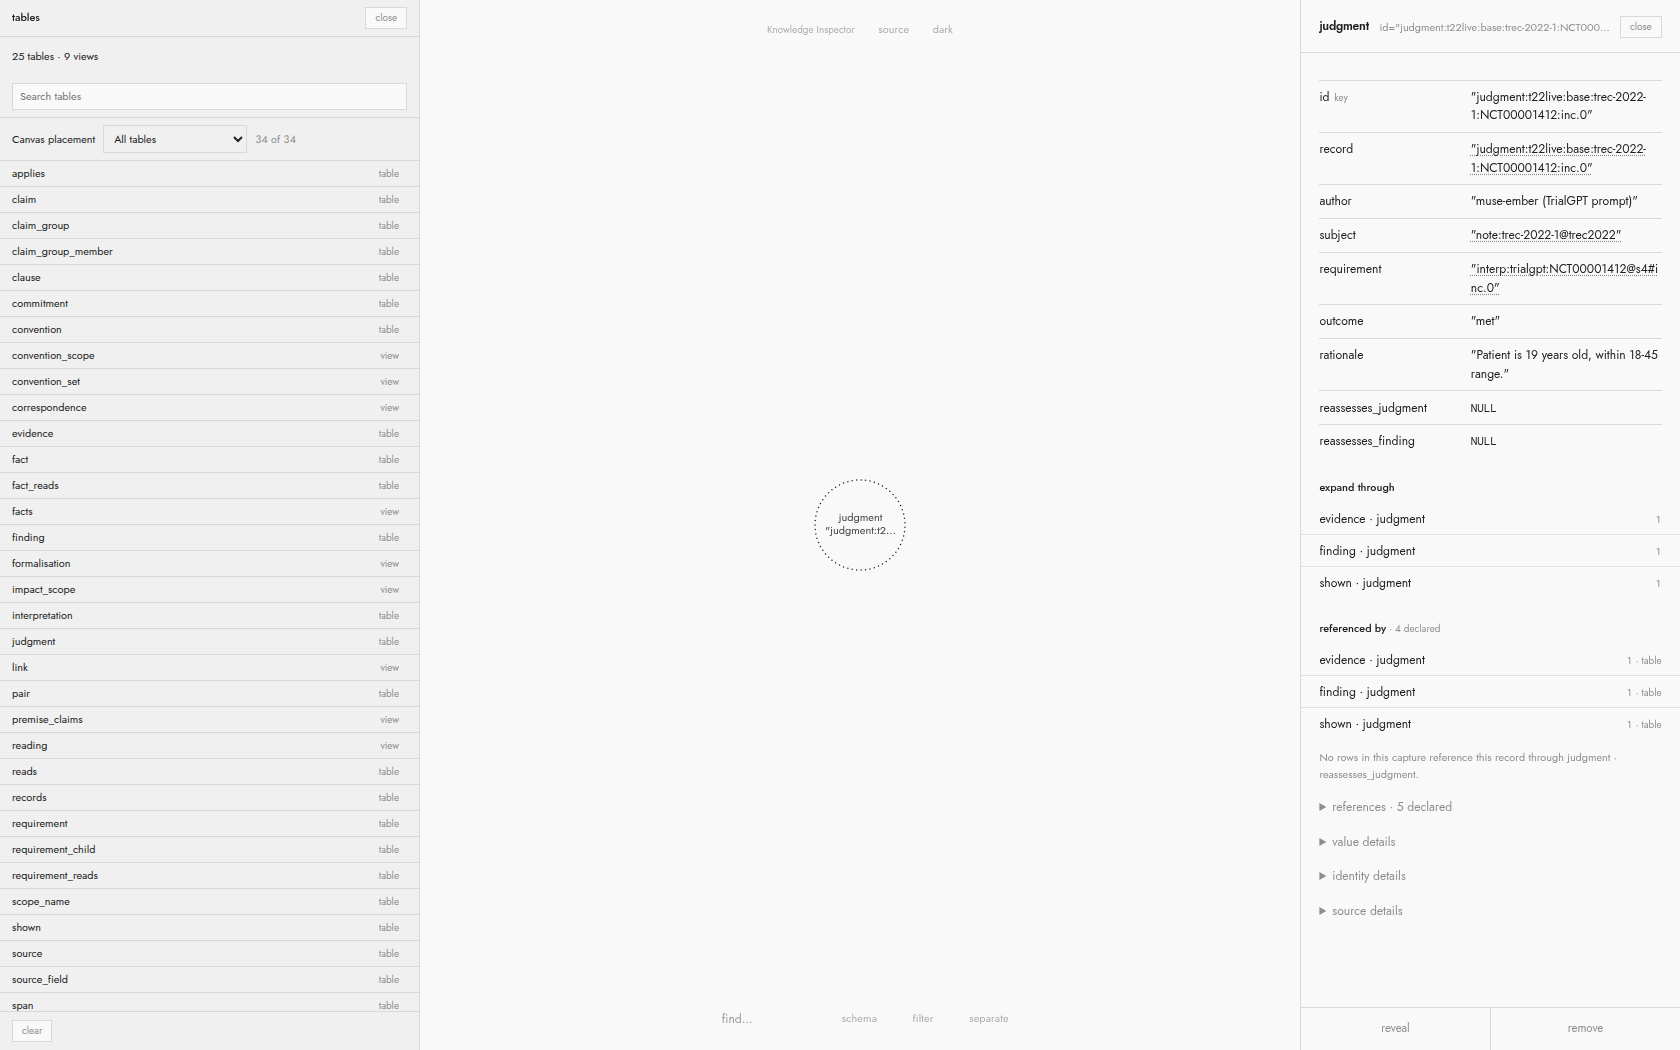 tables
close
25 tables · 9 views
Search tables
Canvas placement All tables 34 of 34
applies table
claim table
claim_group table
claim_group_member table
clause table
commitment table
convention table
convention_scope view
convention_set view
correspondence view
evidence table
fact table
fact_reads table
facts view
finding table
formalisation view
impact_scope view
interpretation table
judgment table
link view
pair table
premise_claims view
reading view
reads table
records table
requirement table
requirement_child table
requirement_reads table
scope_name table
shown table
source table
source_field table
span table
clear
Knowledge Inspector source dark
judgment
"judgment:t2...
find... schema filter separate
judgment id="judgment:t22live:base:trec-2022-1:NCT000... close
id key "judgment:t22live:base:trec-2022-
1:NCT00001412:inc.0"
record "judgment:t22live:base:trec-2022-
1:NCT00001412:inc.0"
author "muse-ember (TrialGPT prompt)"
subject "note:trec-2022-1@trec2022"
requirement "interp:trialgpt:NCT00001412@s4#i
nc.0"
outcome "met"
rationale "Patient is 19 years old, within 18-45
range."
reassesses_judgment NULL
reassesses_finding NULL
expand through
evidence · judgment 1
finding · judgment 1
shown · judgment 1
referenced by · 4 declared
evidence · judgment 1 · table
finding · judgment 1 · table
shown · judgment 1 · table
No rows in this capture reference this record through judgment ·
reassesses_judgment.
▶ references · 5 declared
▶ value details
▶ identity details
▶ source details
reveal remove